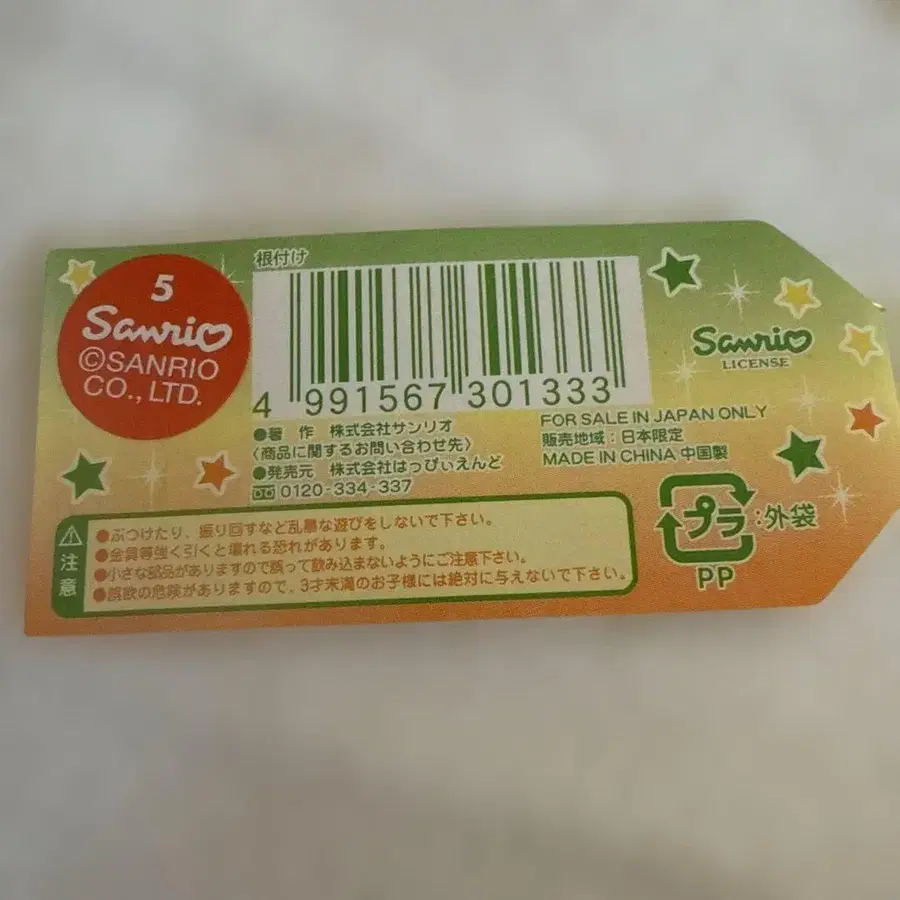 5
Sanrio
©SANRIO
CO., LTD.
根付け
4 991567 301333
●著 作 株式会社サンリオ
〈商品に関するお問い合わせ先〉
●発売元 株式会社はっぴぃえんど
0120-334-337
Sanrio
LICENSE
FOR SALE IN JAPAN ONLY
販売地域：日本限定
MADE IN CHINA 中国製
プラ :外袋
PP
注意
●ぶつけたり、振り回すなど乱暴な遊びをしないで下さい。
●金具等強く引くと壊れる恐れがあります。
●小さな部品がありますので誤って飲み込まないようにご注意下さい。
●誤飲の危険がありますので、3才未満のお子様には絶対に与えないで下さい。